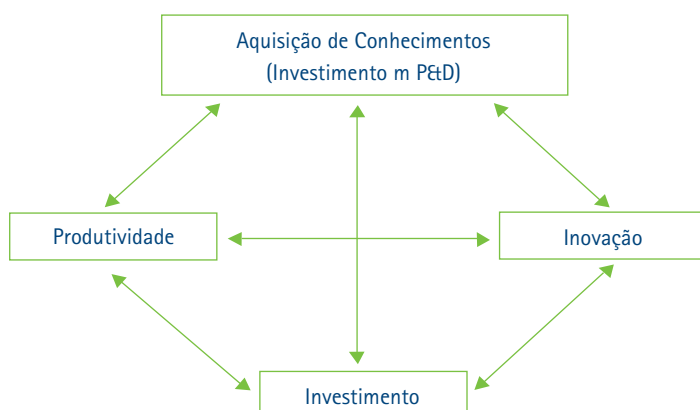 Aquisição de Conhecimentos
(Investimento m P&D)
Produtividade
Inovação
Investimento